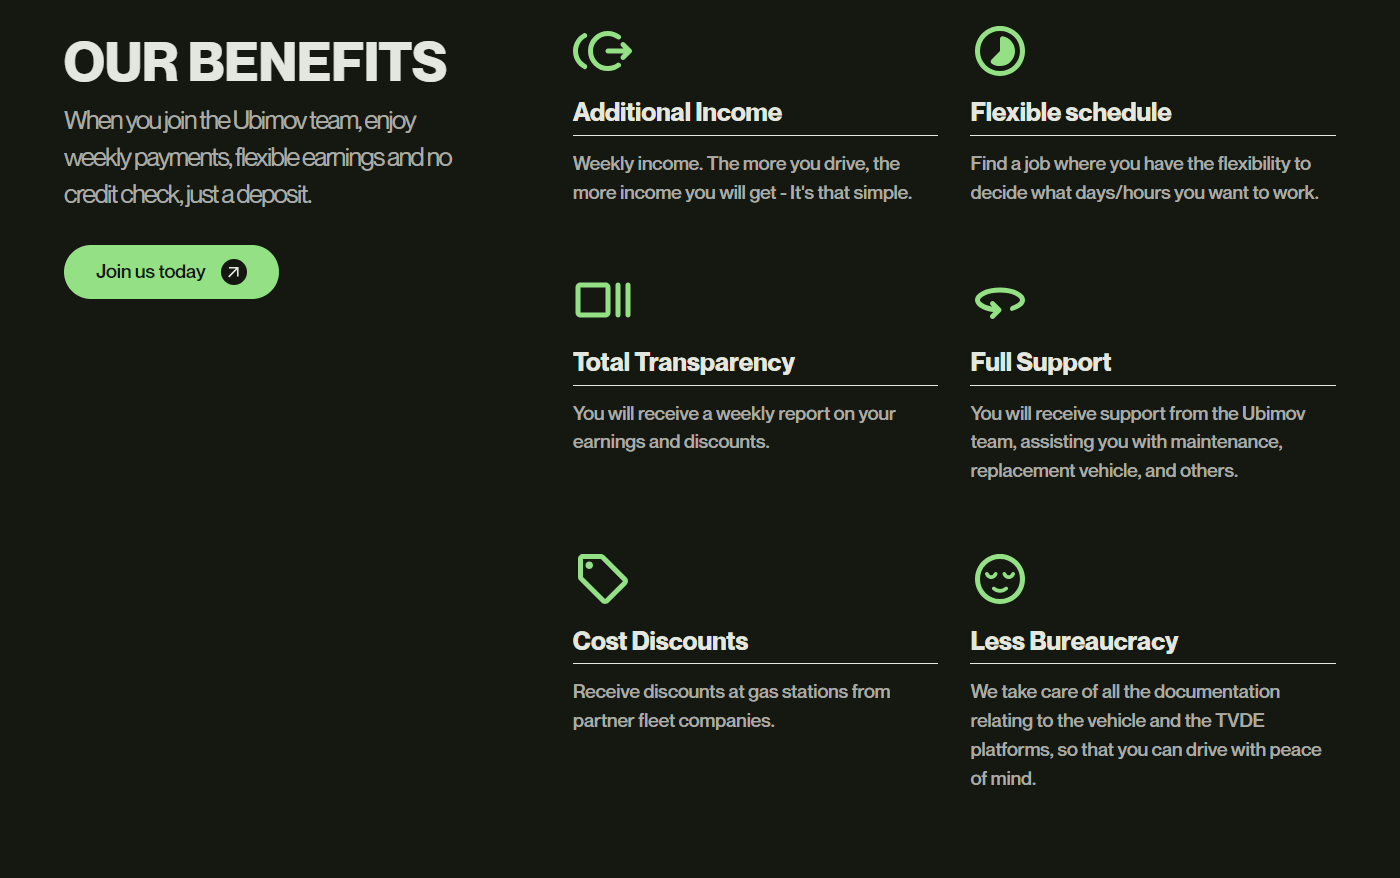 OUR BENEFITS
When you join the Ubimov team, enjoy
weekly payments, flexible earnings and no
credit check, just a deposit.
Join us today
Additional Income
Weekly income. The more you drive, the
more income you will get - It's that simple.
Flexible schedule
Find a job where you have the flexibility to
decide what days/hours you want to work.
Total Transparency
You will receive a weekly report on your
earnings and discounts.
Full Support
You will receive support from the Ubimov
team, assisting you with maintenance,
replacement vehicle, and others.
Cost Discounts
Receive discounts at gas stations from
partner fleet companies.
Less Bureaucracy
We take care of all the documentation
relating to the vehicle and the TVDE
platforms, so that you can drive with peace
of mind.